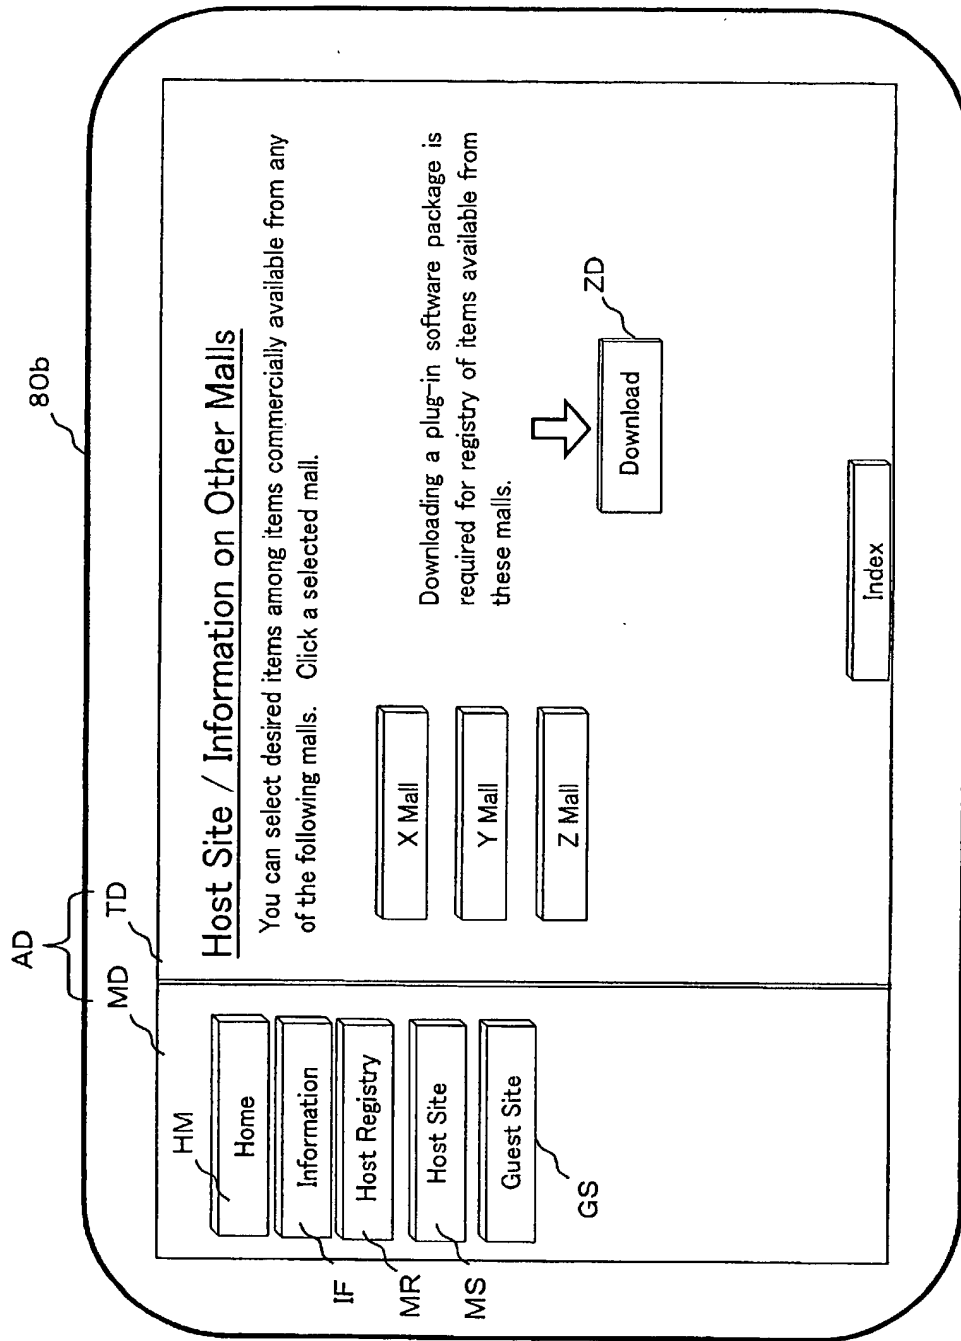 80b
AD
MD
TD
HM
Home
Information
Host Registry
Host Site
Guest Site
IF
MR
MS
GS
Host Site / Information on Other Malls
You can select desired items among items commercially available from any
of the following malls. Click a selected mall.
X Mall
Y Mall
Z Mall
Downloading a plug-in software package is
required for registry of items available from
these malls.
Download
ZD
Index